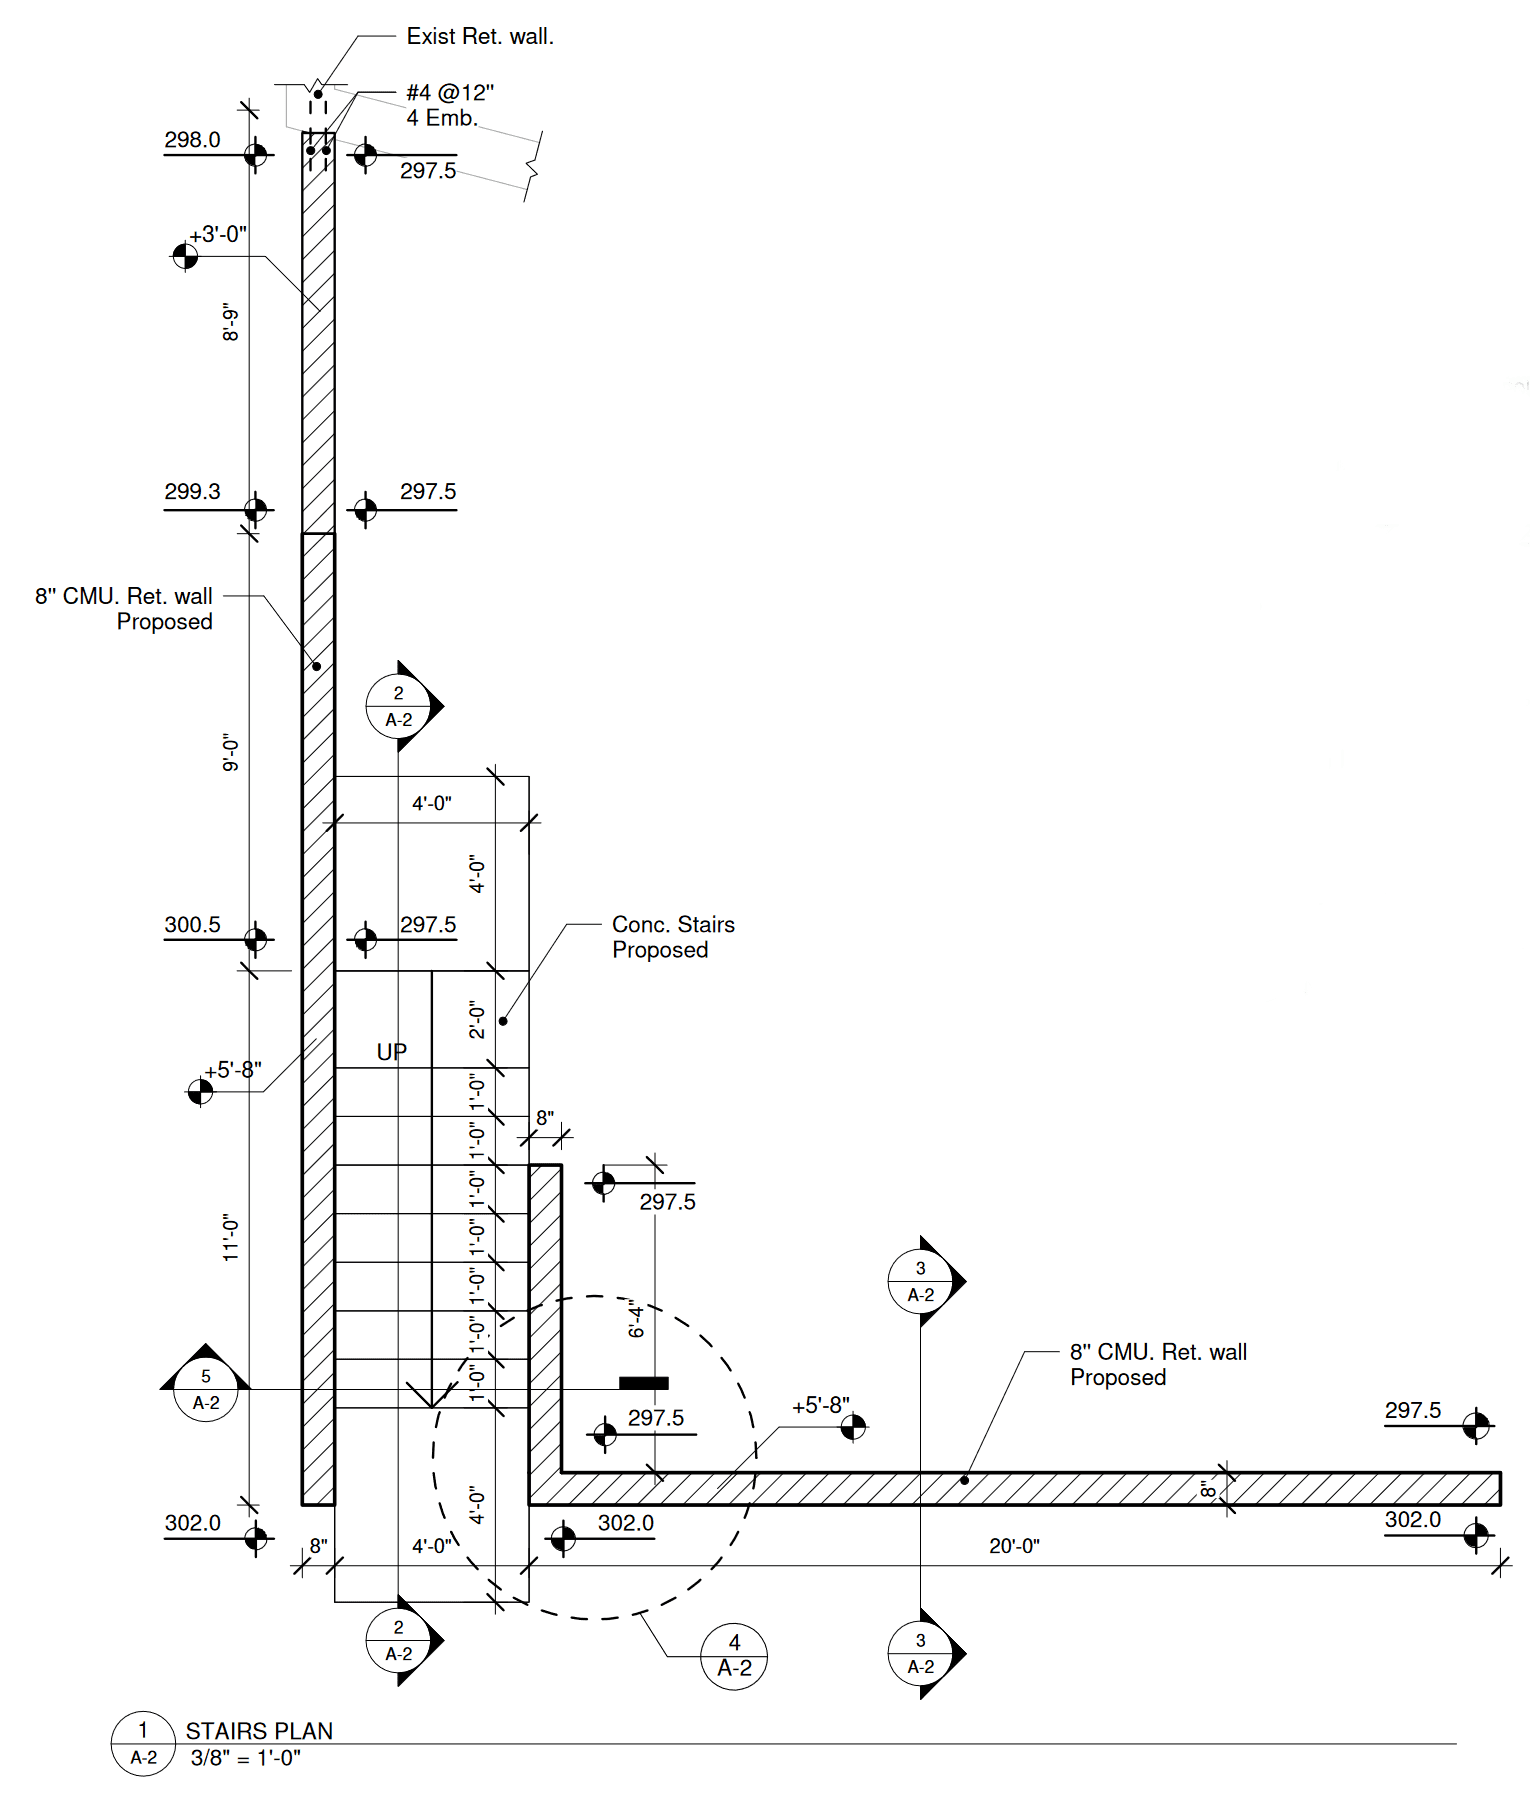 Exist Ret. wall.
#4 @12"
4 Emb.
298.0
297.5
+3'-0"
8'-9"
299.3
297.5
8" CMU. Ret. wall
Proposed
2
A-2
9'-0"
4'-0"
4'-0"
300.5
297.5
Conc. Stairs
Proposed
2'-0"
UP
+5'-8"
1'-0"
8"
1'-0"
1'-0"
297.5
11'-0"
1'-0"
1'-0"
1'-0"
1'-0"
6'-4"
3
A-2
5
A-2
8" CMU. Ret. wall
Proposed
297.5
+5'-8"
297.5
8"
4'-0"
302.0
302.0
302.0
8"
4'-0"
20'-0"
2
A-2
4
A-2
3
A-2
1
A-2
STAIRS PLAN
3/8" = 1'-0"